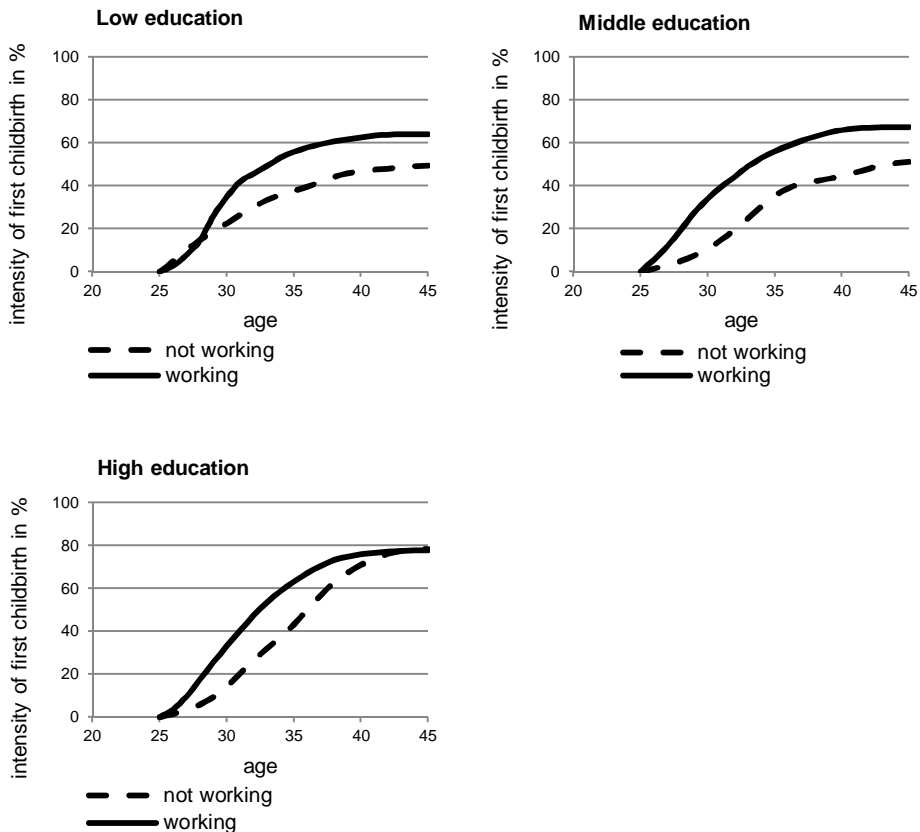 Low education
intensity of first childbirth in %
100
80
60
40
20
0
20 25 30 35 40 45
age
not working
working
Middle education
intensity of first childbirth in %
100
80
60
40
20
0
20 25 30 35 40 45
age
not working
working
High education
intensity of first childbirth in %
100
80
60
40
20
0
20 25 30 35 40 45
age
not working
working